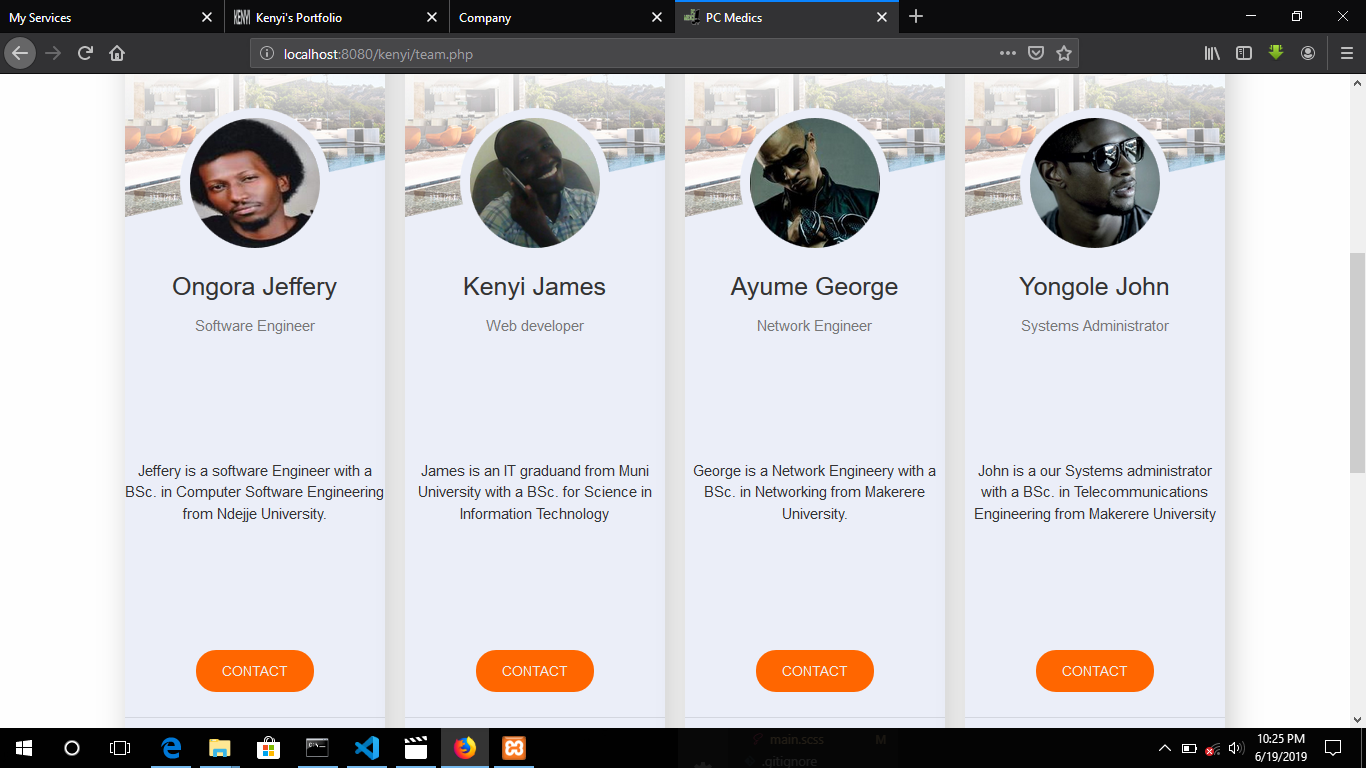 My Services
Kenyi's Portfolio
Company
PC Medics
localhost:8080/kenyi/team.php
Ongora Jeffery
Software Engineer
Jeffery is a software Engineer with a
BSc. in Computer Software Engineering
from Ndejje University.
CONTACT
Kenyi James
Web developer
James is an IT graduand from Muni
University with a BSc. for Science in
Information Technology
CONTACT
Ayume George
Network Engineer
George is a Network Engineery with a
BSc. in Networking from Makerere
University.
CONTACT
Yongole John
Systems Administrator
John is a our Systems administrator
with a BSc. in Telecommunications
Engineering from Makerere University
CONTACT
main.scss
M
.gitignore
10:25 PM
6/19/2019